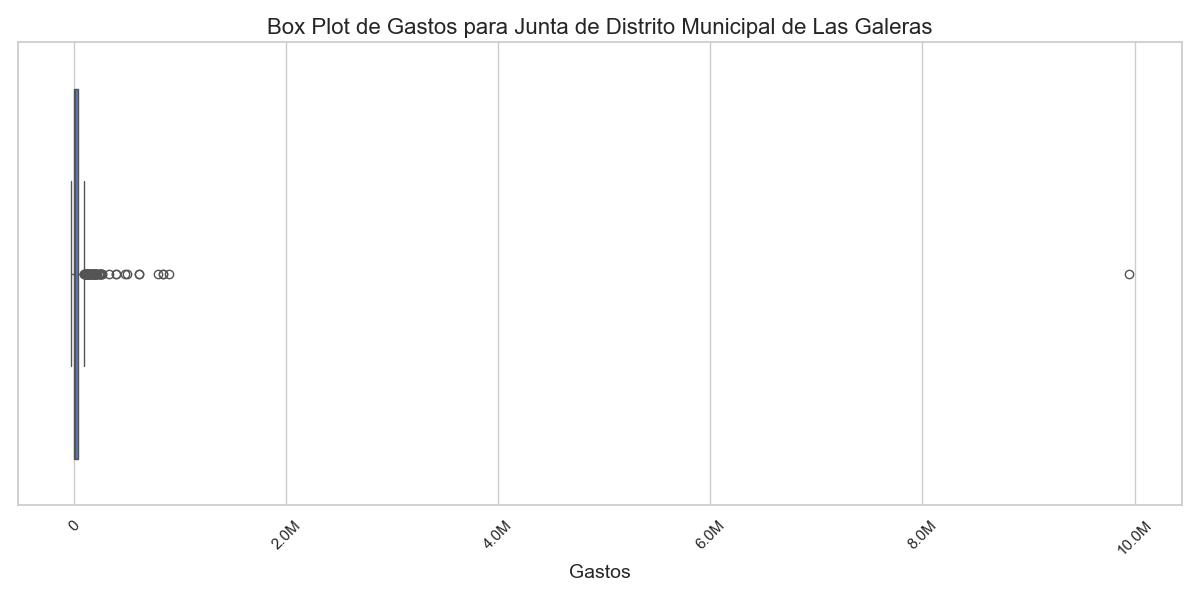 Box Plot de Gastos para Junta de Distrito Municipal de Las Galeras
0
2.0M
4.0M
6.0M
8.0M
10.0M
Gastos